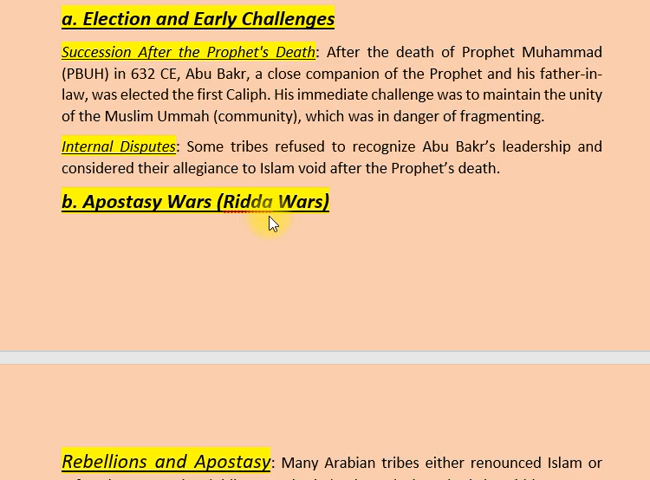 a. Election and Early Challenges
Succession After the Prophet's Death: After the death of Prophet Muhammad
(PBUH) in 632 CE, Abu Bakr, a close companion of the Prophet and his father-in-
law, was elected the first Caliph. His immediate challenge was to maintain the unity
of the Muslim Ummah (community), which was in danger of fragmenting.
Internal Disputes: Some tribes refused to recognize Abu Bakr’s leadership and
considered their allegiance to Islam void after the Prophet’s death.
b. Apostasy Wars (Ridda Wars)
Rebellions and Apostasy: Many Arabian tribes either renounced Islam or